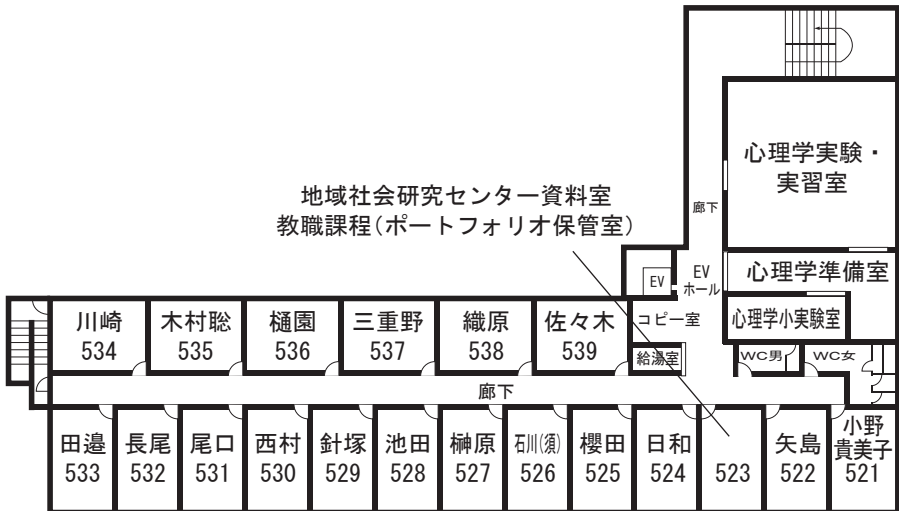 心理学実験・
実習室
地域社会研究センター資料室
教職課程(ポートフォリオ保管室)
廊下
EV
EV
ホール
心理学準備室
川崎
534
木村聡
535
樋園
536
三重野
537
織原
538
佐々木
539
コピー室
心理学小実験室
給湯室
WC男
WC女
廊下
田邉
533
長尾
532
尾口
531
西村
530
針塚
529
池田
528
榊原
527
石川(須)
526
櫻田
525
日和
524
523
矢島
522
小野
貴美子
521